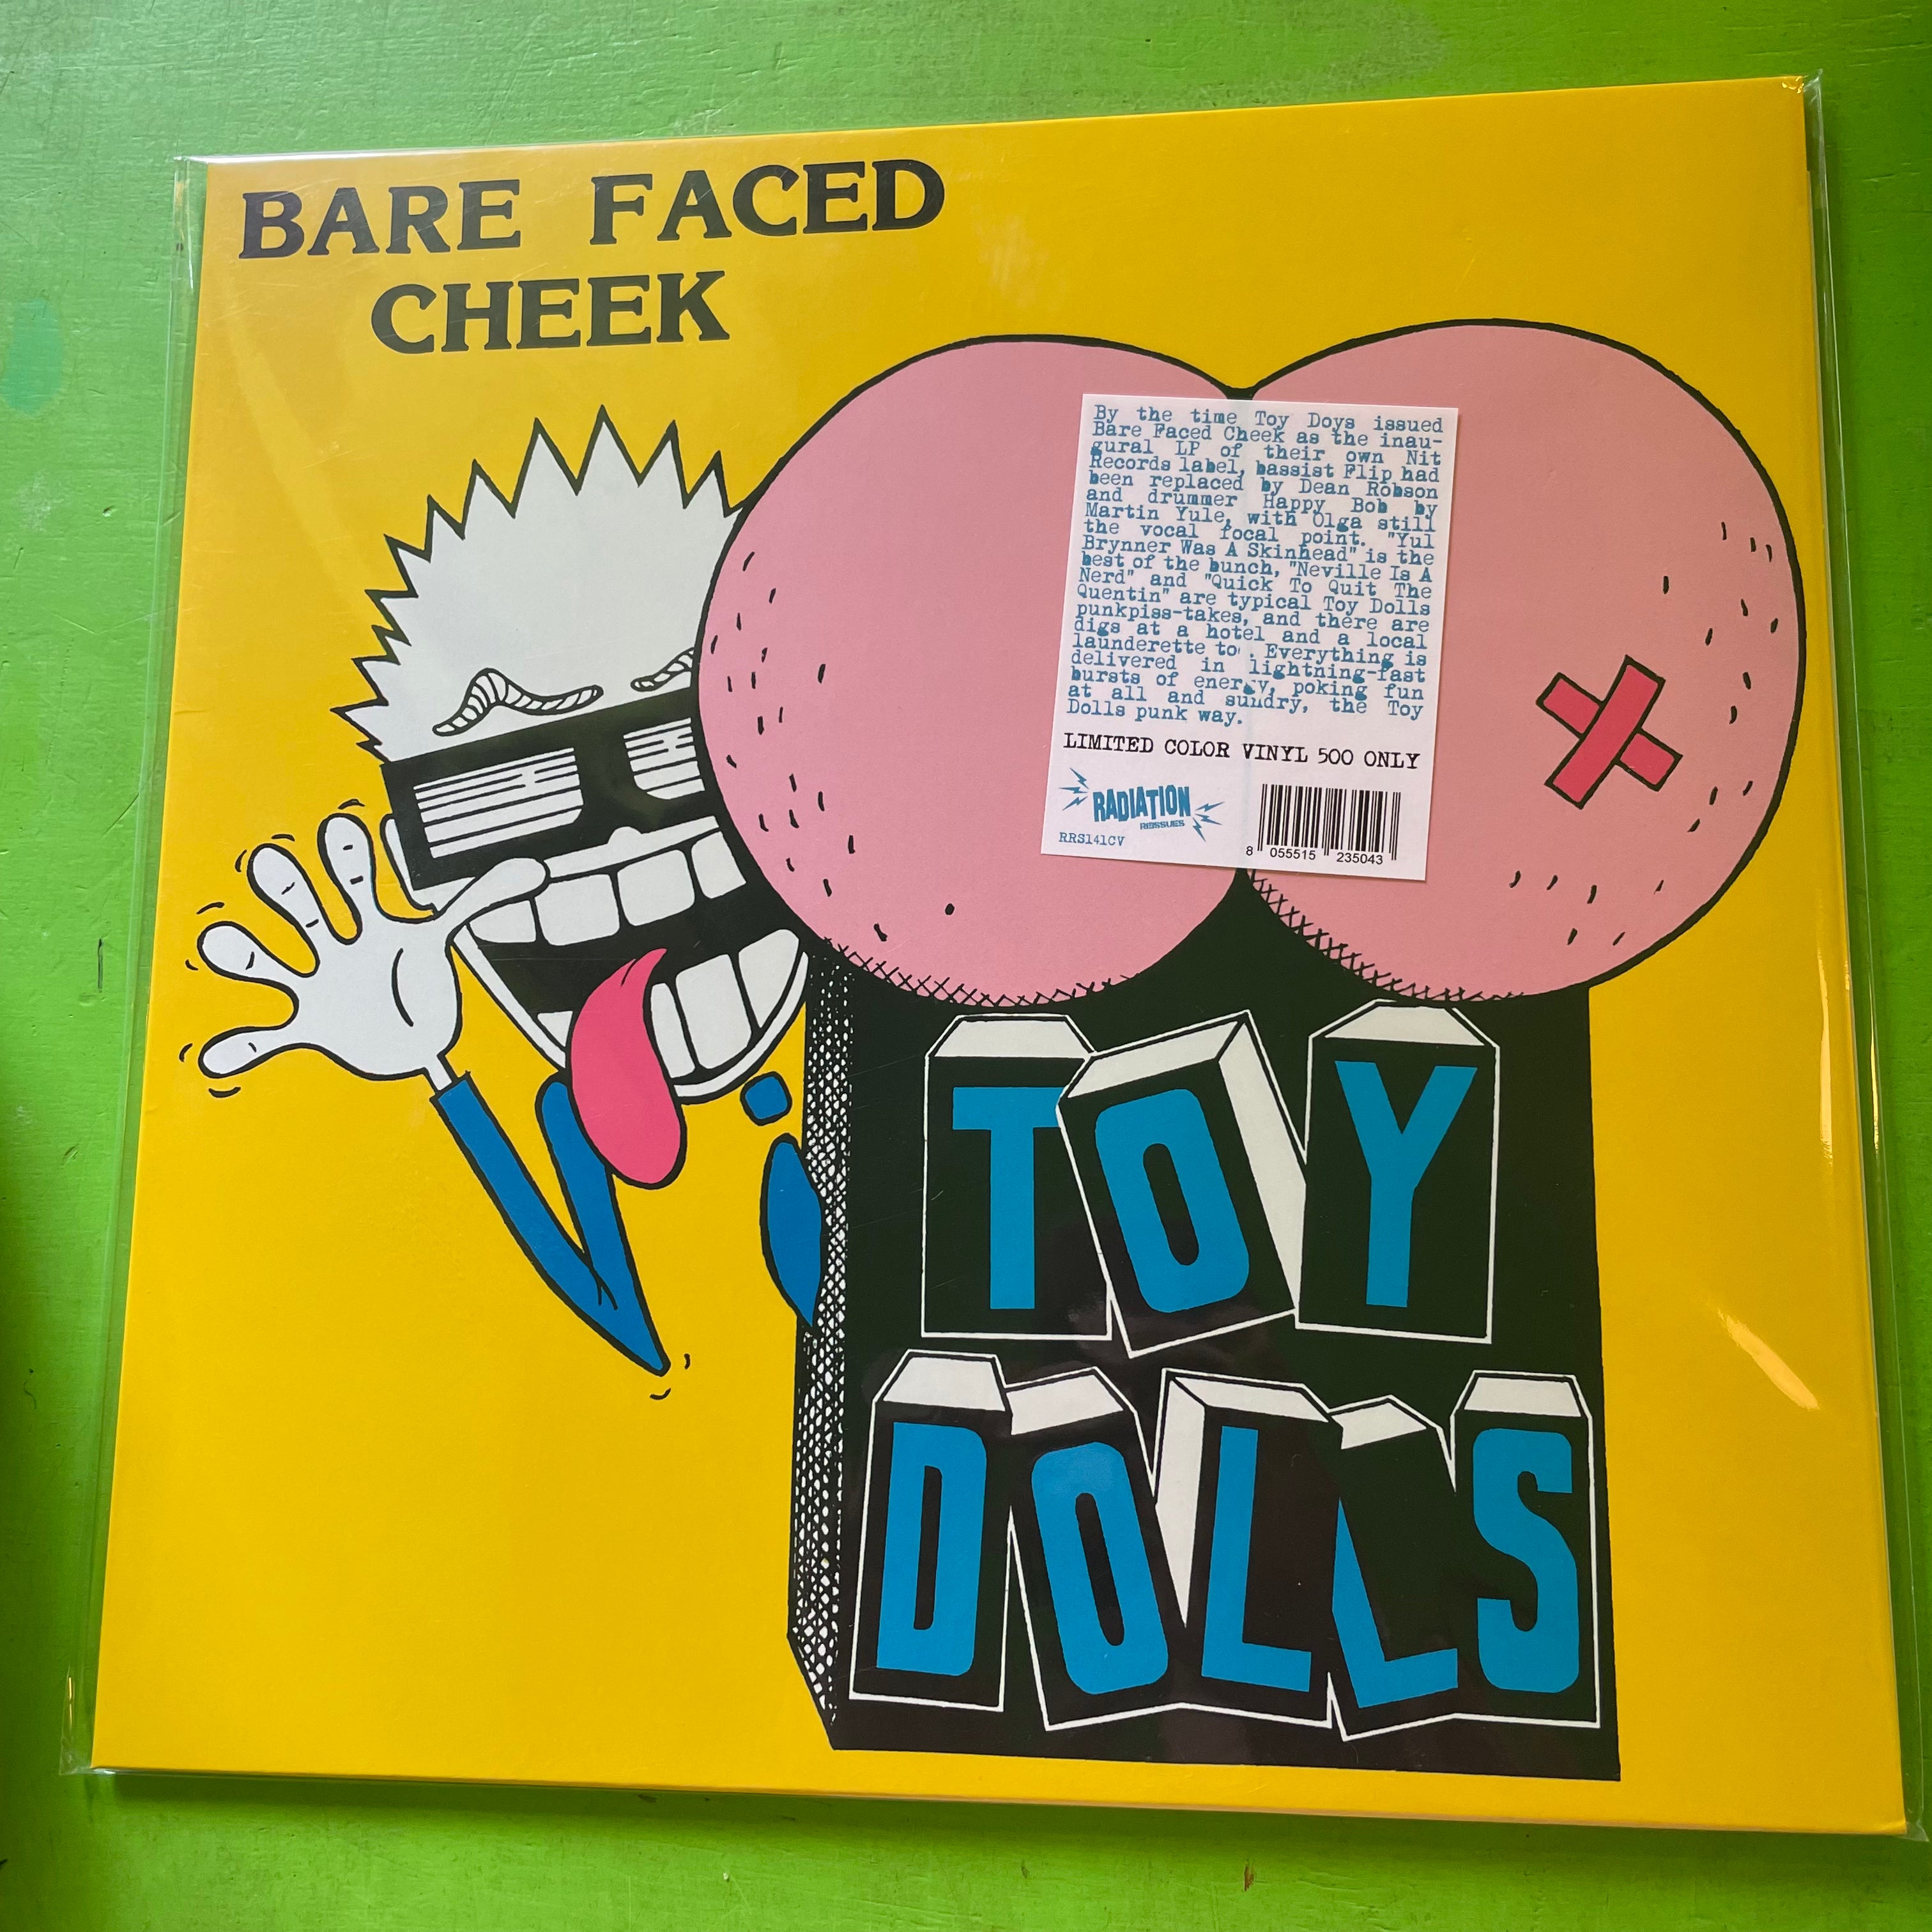 BARE FACED
CHEEK
By the time Toy Doys issued
Bare Faced Cheek as the inau-
gural LP of their own Nit
Records label, bassist Flip had
been replaced by Dean Robson
and drummer Happy Bob by
Martin Yule, with Olga still
the vocal focal point. "Yul
Brynner Was A Skinhead" is the
best of the bunch, "Neville Is A
Nerd" and "Quick To Quit The
Quentin" are typical Toy Dolls
punkpiss-takes, and there are
digs at a hotel and a local
launderette . Everything is
delivered in lightning-fast
bursts of energy, poking fun
at all and sundry, the Toy
Dolls punk way.
LIMITED COLOR VINYL 500 ONLY
RADIATION
REISSUES
RRS141CV
8 055515 235043
TOY
DOLLS